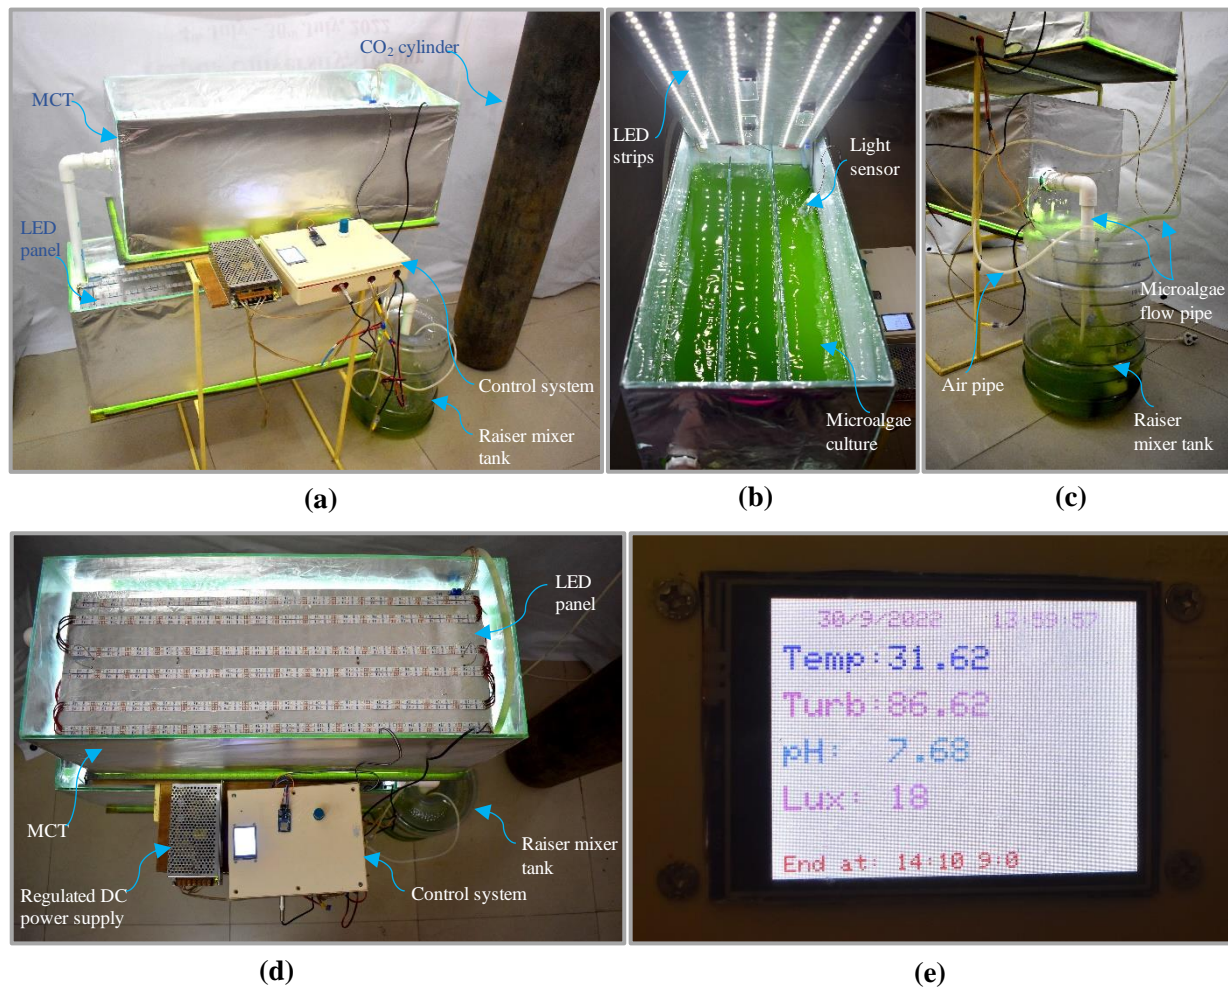 CO₂ cylinder
MCT
LED
panel
Control system
Raiser mixer
tank
(a)
LED
strips
Light
sensor
Microalgae
culture
(b)
Microalgae
flow pipe
Air pipe
Raiser
mixer tank
(c)
LED
panel
MCT
Raiser mixer
tank
Regulated DC
power supply
Control system
(d)
30/9/2022 13:59:57
Temp:31.62
Turb:86.62
pH: 7.68
Lux: 18
End at: 14:10 9:0
(e)